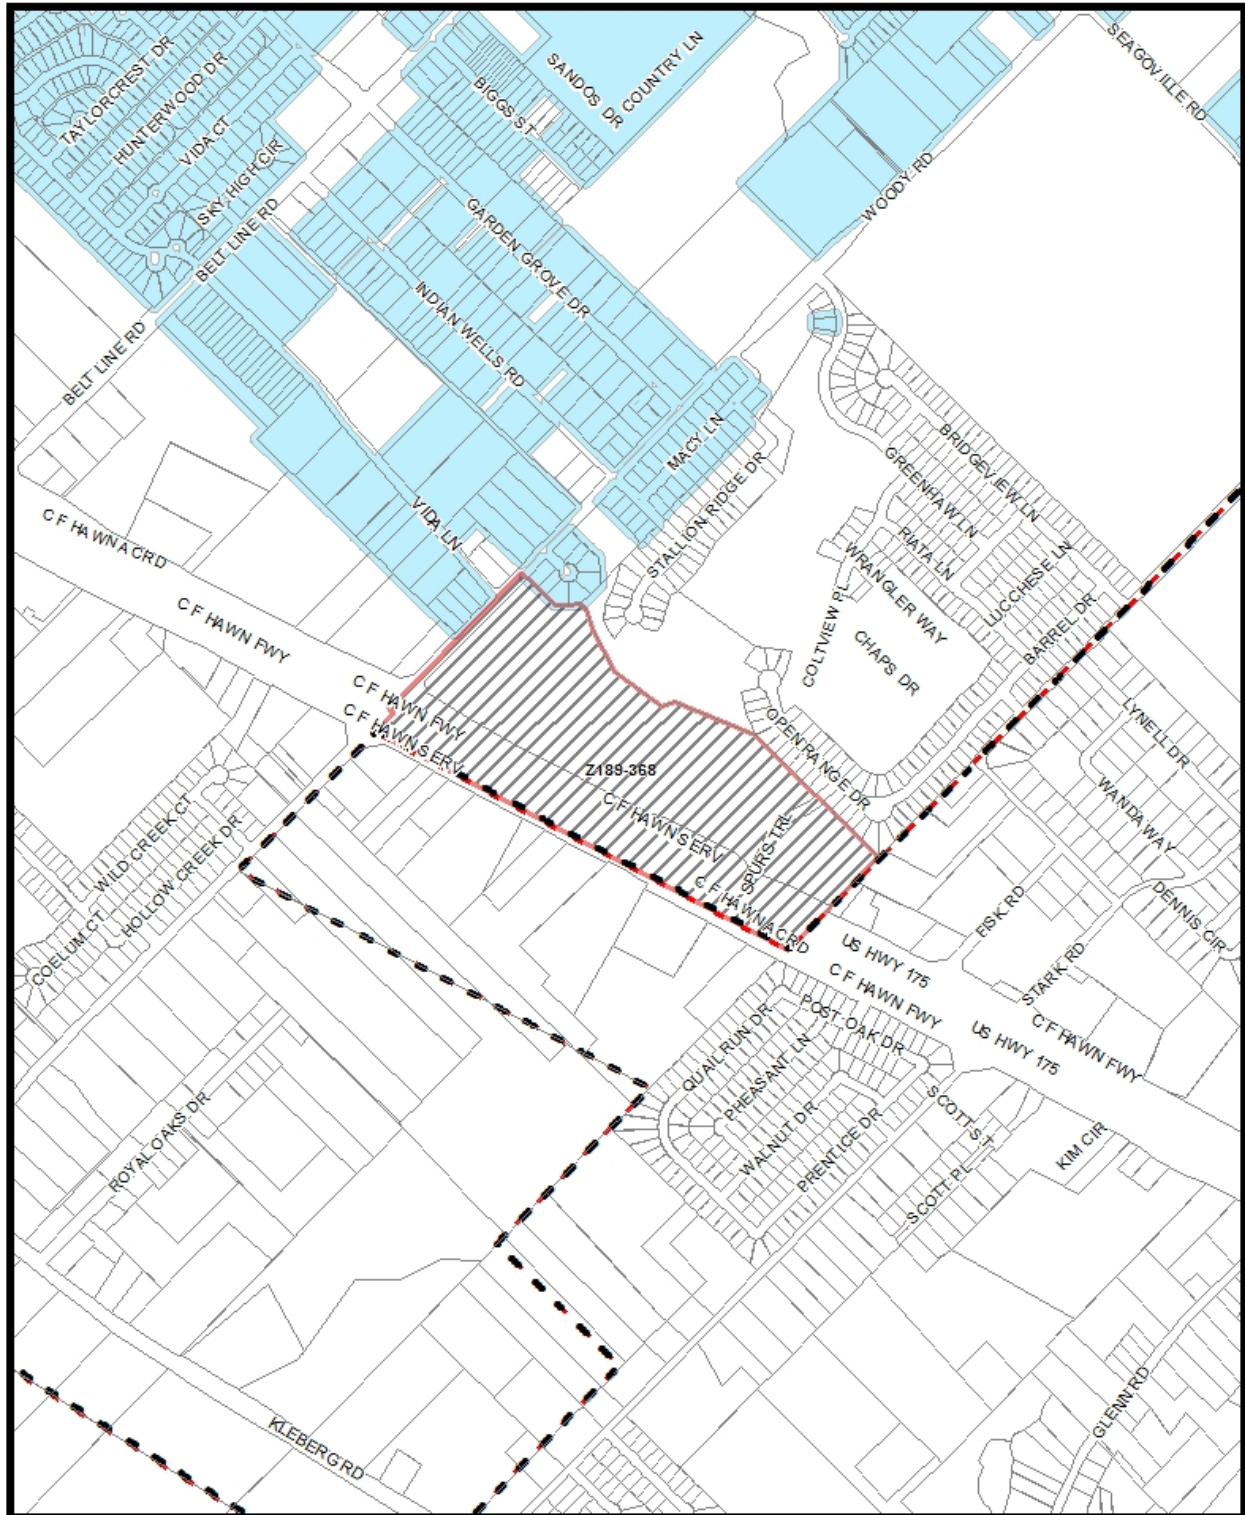 SEAGOVILLE RD
TAYLORCREST DR
HUNTERWOOD DR
VIDA CT
SKY HIGH CIR
BIGGS ST
SANDOS DR
COUNTRY LN
WOODY RD
BELT LINE RD
GARDEN GROVE DR
INDIAN WELLS RD
BELT LINE RD
MACY LN
STALLION RIDGE DR
BRIDGEVIEW LN
GREENHAW LN
RIATA LN
WRANGLER WAY
LUCCHESE LN
BARREL DR
COLTVIEW PL
CHAPS DR
VIDA LN
C F HAWN ACRD
C F HAWN FWY
C F HAWN FWY
C F HAWN SERV
Z189-368
C F HAWN SERV
SPURS TRL
OPEN RANGE DR
C F HAWN ACRD
LYNELL DR
WANDA WAY
DENNIS CIR
FISK RD
STARK RD
US HWY 175
C F HAWN FWY
US HWY 175
C F HAWN FWY
WILD CREEK CT
HOLLOW CREEK DR
COELUM CT
QUAIL RUN DR
POST OAK DR
PHEASANT LN
WALNUT DR
PRENTICE DR
SCOTT ST
SCOTT PL
KIM CIR
ROYAL OAKS DR
KLEBERG RD
GLENN RD